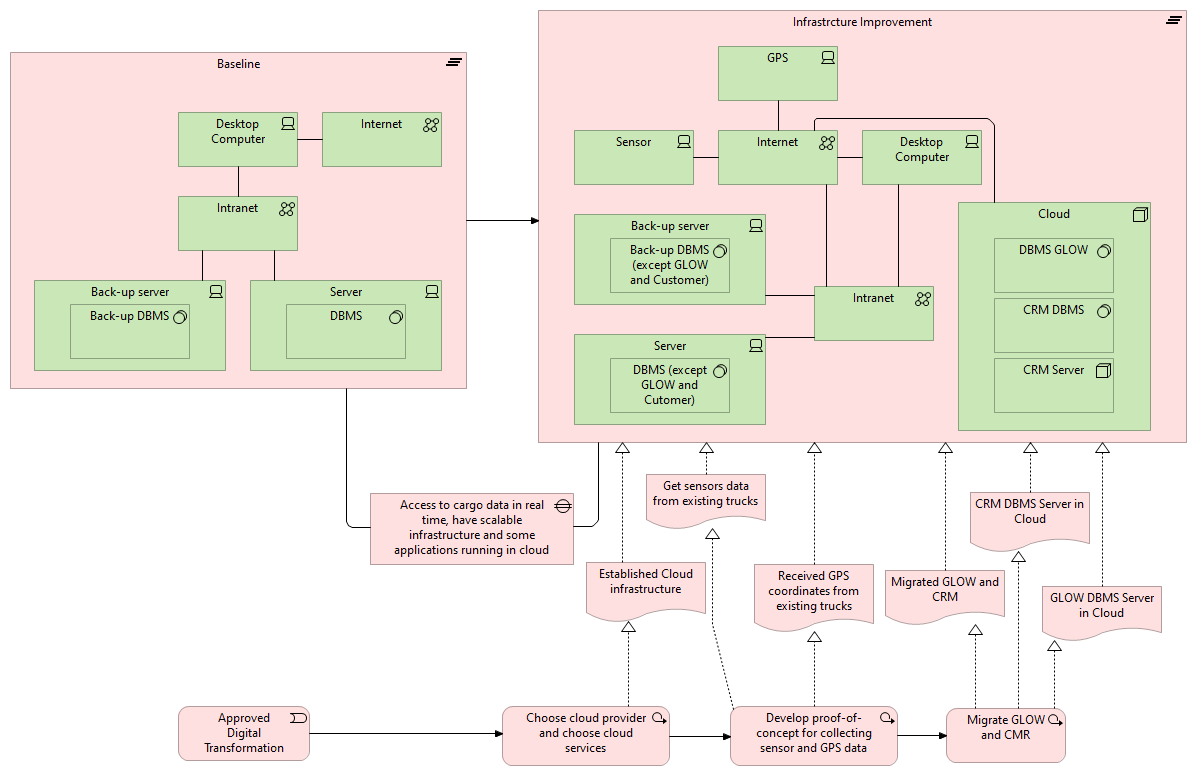 Infrastrcture Improvement
Baseline
GPS
Desktop
Computer
Internet
Sensor
Internet
Desktop
Computer
Intranet
Cloud
Back-up server
Back-up DBMS
(except GLOW
and Customer)
DBMS GLOW
Back-up server
Back-up DBMS
Server
DBMS
Intranet
CRM DBMS
Server
DBMS (except
GLOW and
Cutomer)
CRM Server
Access to cargo data in real
time, have scalable
infrastructure and some
applications running in cloud
Get sensors data
from existing trucks
CRM DBMS Server in
Cloud
Established Cloud
infrastructure
Received GPS
coordinates from
existing trucks
Migrated GLOW and
CRM
GLOW DBMS Server
in Cloud
Approved
Digital
Transformation
Choose cloud provider
and choose cloud
services
Develop proof-of-
concept for collecting
sensor and GPS data
Migrate GLOW
and CMR